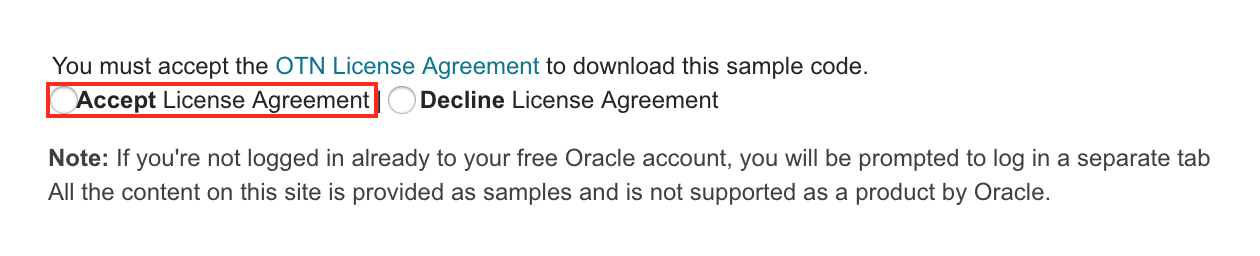 You must accept the OTN License Agreement to download this sample code.
Accept License Agreement | Decline License Agreement
Note: If you're not logged in already to your free Oracle account, you will be prompted to log in a separate tab
All the content on this site is provided as samples and is not supported as a product by Oracle.